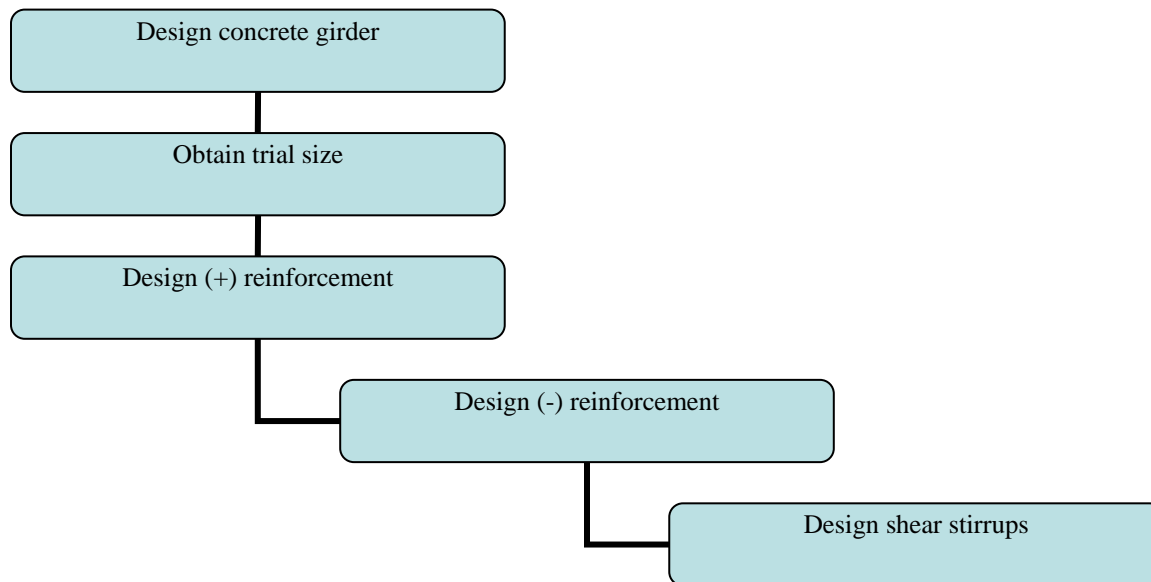 Design concrete girder
Obtain trial size
Design (+) reinforcement
Design (-) reinforcement
Design shear stirrups